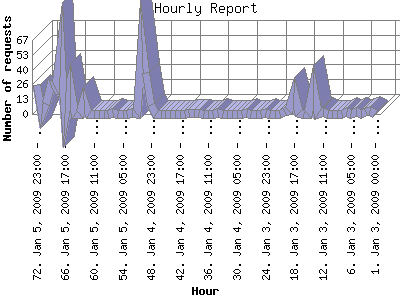 Hourly Report
Number of requests
67
53
40
26
13
0
72. Jan 5, 2009 23:00 -
66. Jan 5, 2009 17:00 -
60. Jan 5, 2009 11:00 -
54. Jan 5, 2009 05:00 -
48. Jan 4, 2009 23:00 -
42. Jan 4, 2009 17:00 -
36. Jan 4, 2009 11:00 -
30. Jan 4, 2009 05:00 -
24. Jan 3, 2009 23:00 -
18. Jan 3, 2009 17:00 -
12. Jan 3, 2009 11:00 -
6. Jan 3, 2009 05:00 -
1. Jan 3, 2009 00:00 -
Hour